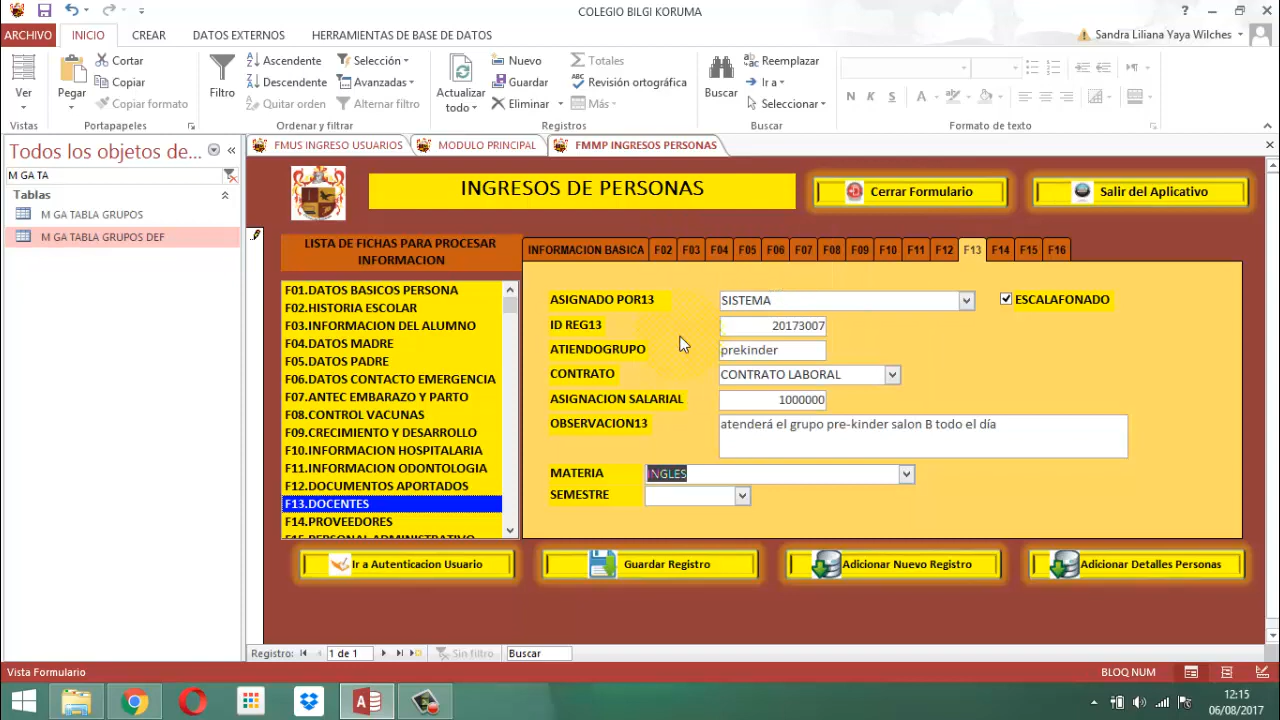 COLEGIO BILGI KORUMA
ARCHIVO INICIO CREAR DATOS EXTERNOS HERRAMIENTAS DE BASE DE DATOS Sandra Liliana Yaya Wilches
Ver
Vistas
Pegar
Cortar
Copiar
Copiar formato
Portapapeles
Filtro
Ascendente
Descendente
Quitar orden
Selección
Avanzadas
Alternar filtro
Ordenar y filtrar
Actualizar todo
Nuevo
Guardar
Eliminar
Totales
Revisión ortográfica
Más
Registros
Buscar
Reemplazar
Ir a
Seleccionar
Buscar
N K S
Formato de texto
Todos los objetos de...
M GA TA
Tablas
M GA TABLA GRUPOS
M GA TABLA GRUPOS DEF
FMUS INGRESO USUARIOS MODULO PRINCIPAL FMMP INGRESOS PERSONAS
INGRESOS DE PERSONAS
Cerrar Formulario
Salir del Aplicativo
LISTA DE FICHAS PARA PROCESAR
INFORMACION
F01.DATOS BASICOS PERSONA
F02.HISTORIA ESCOLAR
F03.INFORMACION DEL ALUMNO
F04.DATOS MADRE
F05.DATOS PADRE
F06.DATOS CONTACTO EMERGENCIA
F07.ANTEC EMBARAZO Y PARTO
F08.CONTROL VACUNAS
F09.CRECIMIENTO Y DESARROLLO
F10.INFORMACION HOSPITALARIA
F11.INFORMACION ODONTOLOGIA
F12.DOCUMENTOS APORTADOS
F13.DOCENTES
F14.PROVEEDORES
F15.PERSONAL ADMINISTRATIVO
INFORMACION BASICA F02 F03 F04 F05 F06 F07 F08 F09 F10 F11 F12 F13 F14 F15 F16
ASIGNADO POR13 SISTEMA ESCALAFONADO
ID REG13 20173007
ATIENDOGRUPO prekinder
CONTRATO CONTRATO LABORAL
ASIGNACION SALARIAL 1000000
OBSERVACION13 atenderá el grupo pre-kinder salon B todo el día
MATERIA INGLES
SEMESTRE
Ir a Autenticacion Usuario
Guardar Registro
Adicionar Nuevo Registro
Adicionar Detalles Personas
Registro: 1 de 1 Sin filtro Buscar
Vista Formulario BLOQ NUM
12:15
06/08/2017